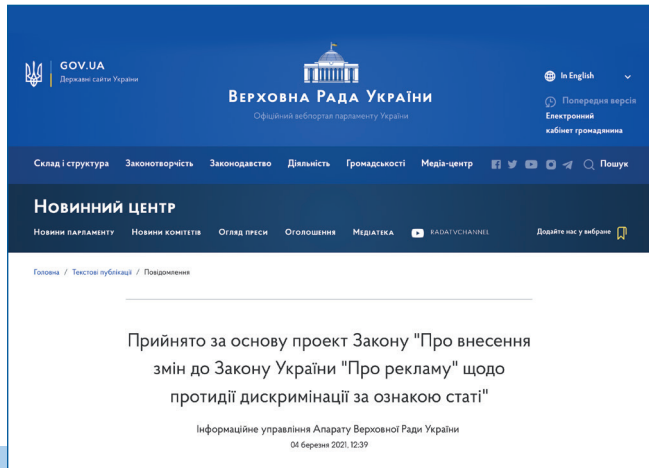 GOV.UA
Державні сайти України
ВЕРХОВНА РАДА УКРАЇНИ
Офіційний вебпортал парламенту України
In English
Попередня версія
Електронний
кабінет громадянина
Склад і структура Законотворчість Законодавство Діяльність Громадськості Медіа-центр Пошук
НОВИННИЙ ЦЕНТР
НОВИНИ ПАРЛАМЕНТУ НОВИНИ КОМІТЕТІВ ОГЛЯД ПРЕСИ ОГОЛОШЕННЯ МЕДІАТЕКА RADATVCHANNEL Додайте нас у вибране
Головна / Текстові публікації / Повідомлення
Прийнято за основу проект Закону "Про внесення
змін до Закону України "Про рекламу" щодо
протидії дискримінації за ознакою статі"
Інформаційне управління Апарату Верховної Ради України
04 березня 2021, 12:39